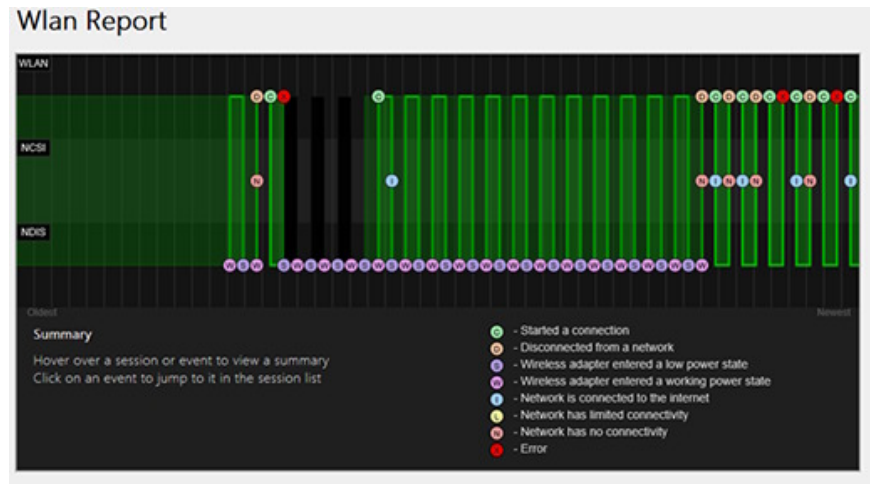 Wlan Report
WLAN
D C X C D C D C D C X C D C X C
NCSI
N I N I N I N I N I
NDIS
W S W S W S W S W S W S W S W S W S W S W S W S W S W S W S W S W S W
Oldest
Newest
Summary
Hover over a session or event to view a summary
Click on an event to jump to it in the session list
C - Started a connection
D - Disconnected from a network
S - Wireless adapter entered a low power state
W - Wireless adapter entered a working power state
I - Network is connected to the internet
L - Network has limited connectivity
N - Network has no connectivity
- Error